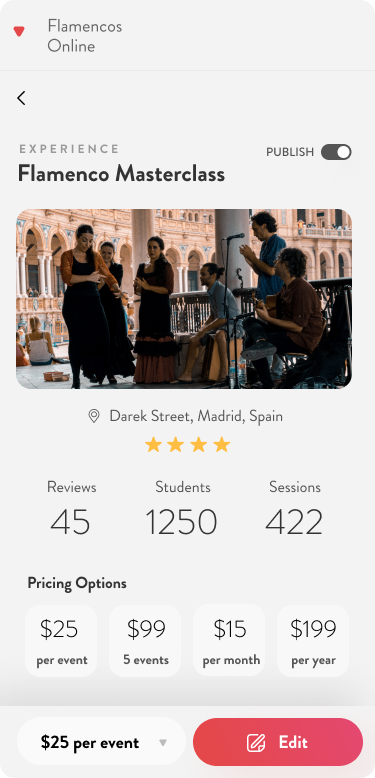 Flamencos
Online
EXPERIENCE
PUBLISH
Flamenco Masterclass
Darek Street, Madrid, Spain
Reviews Students Sessions
45 1250 422
Pricing Options
$25 $99 $15 $199
per event 5 events per month per year
$25 per event Edit